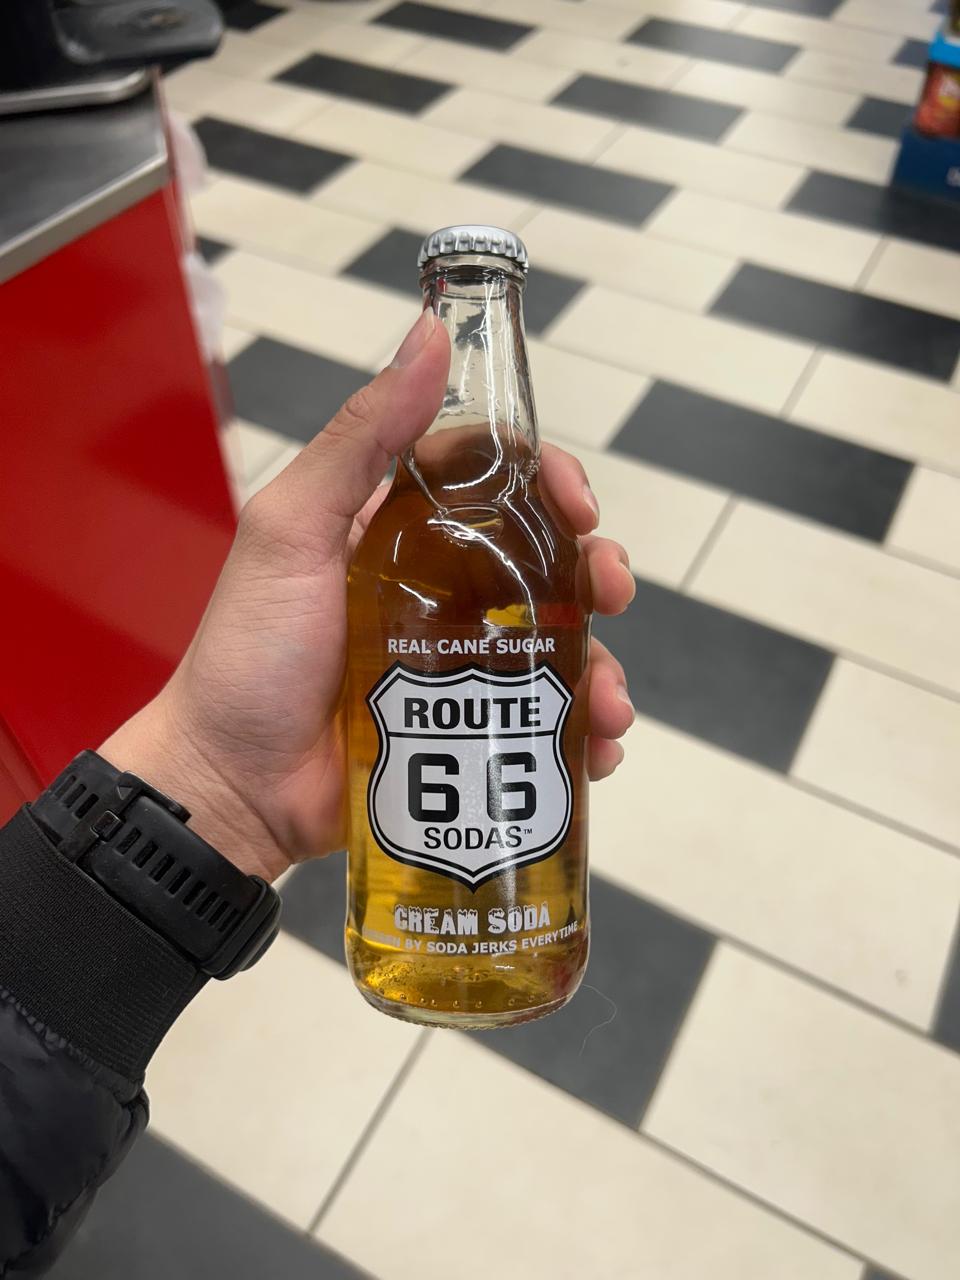 REAL CANE SUGAR
ROUTE
66
SODAS™
CREAM SODA
BY SODA JERKS EVERYTIME